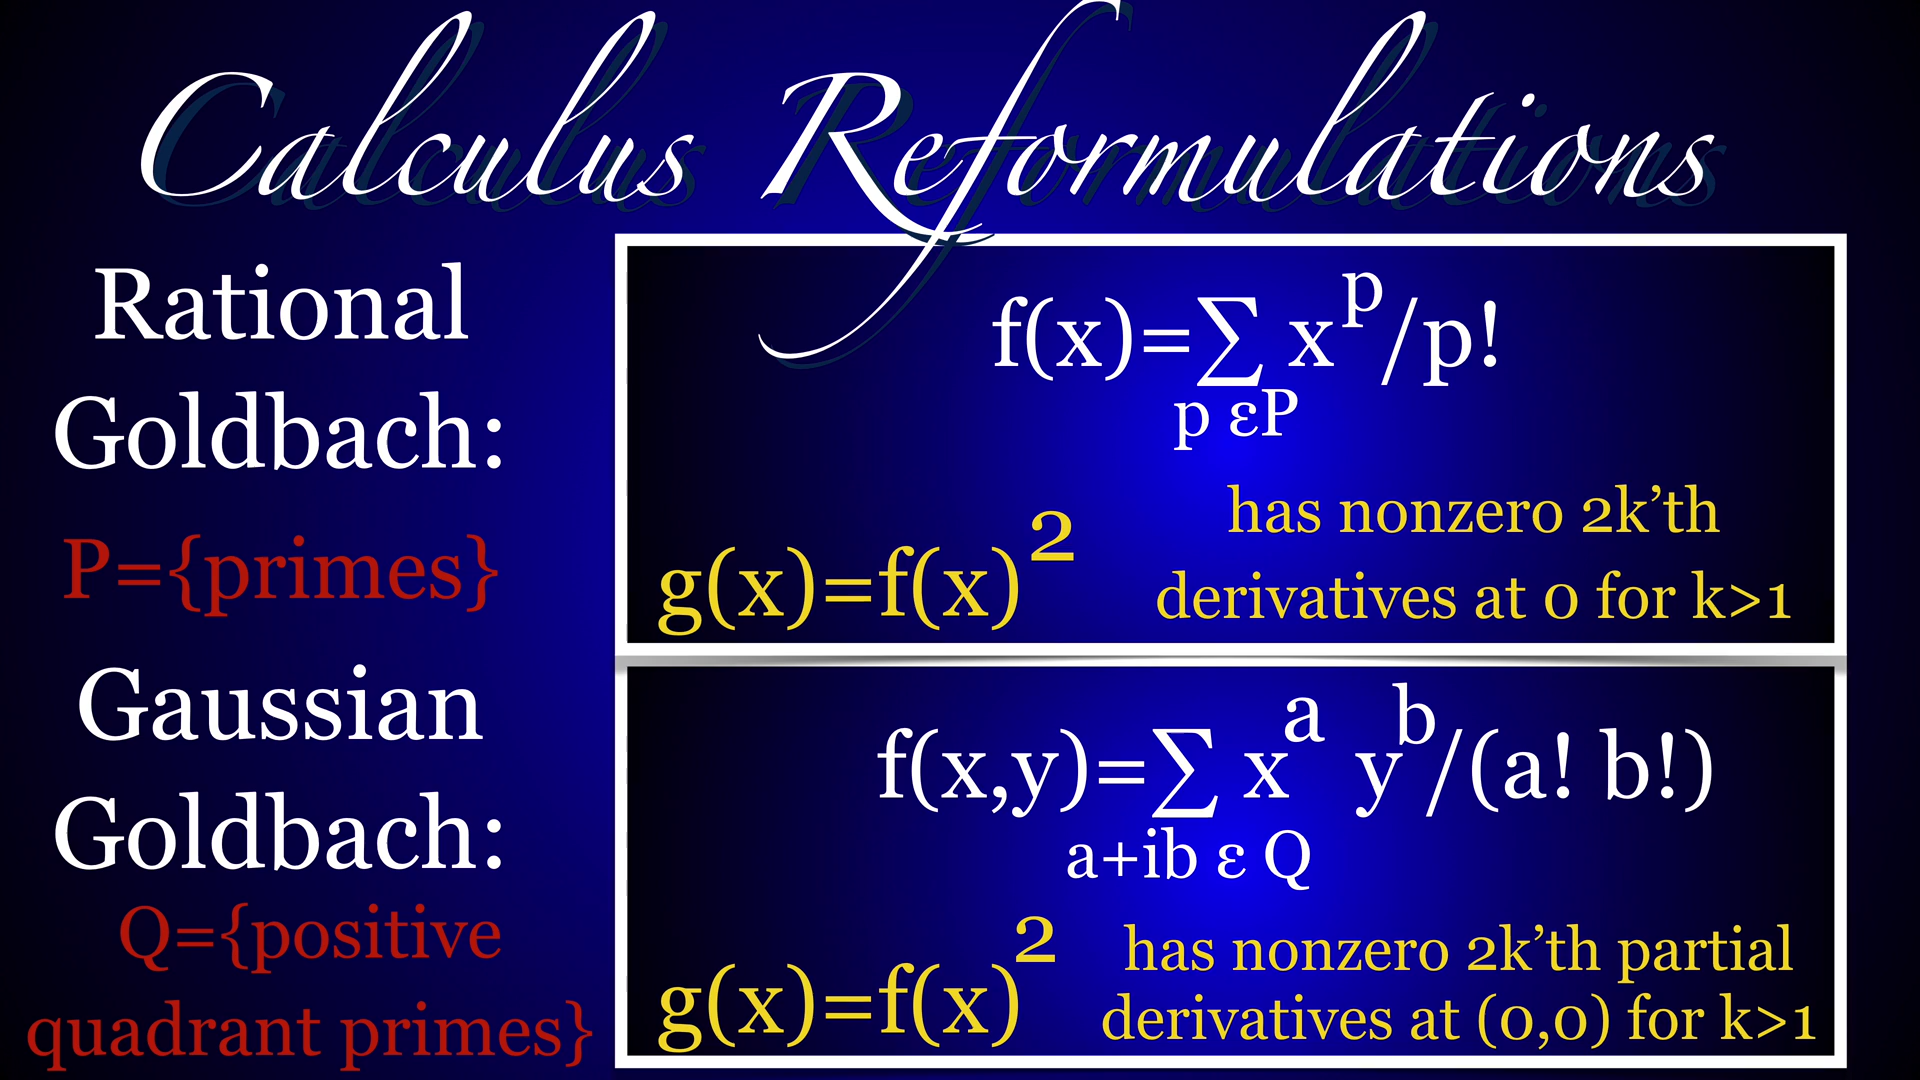 Calculus Reformulations
Rational
Goldbach:
P={primes}
f(x)=∑ x^p/p!
p εP
g(x)=f(x)^2
has nonzero 2k’th
derivatives at 0 for k>1
Gaussian
Goldbach:
Q={positive
quadrant primes}
f(x,y)=∑ x^a y^b/(a! b!)
a+ib ε Q
g(x)=f(x)^2
has nonzero 2k’th partial
derivatives at (0,0) for k>1